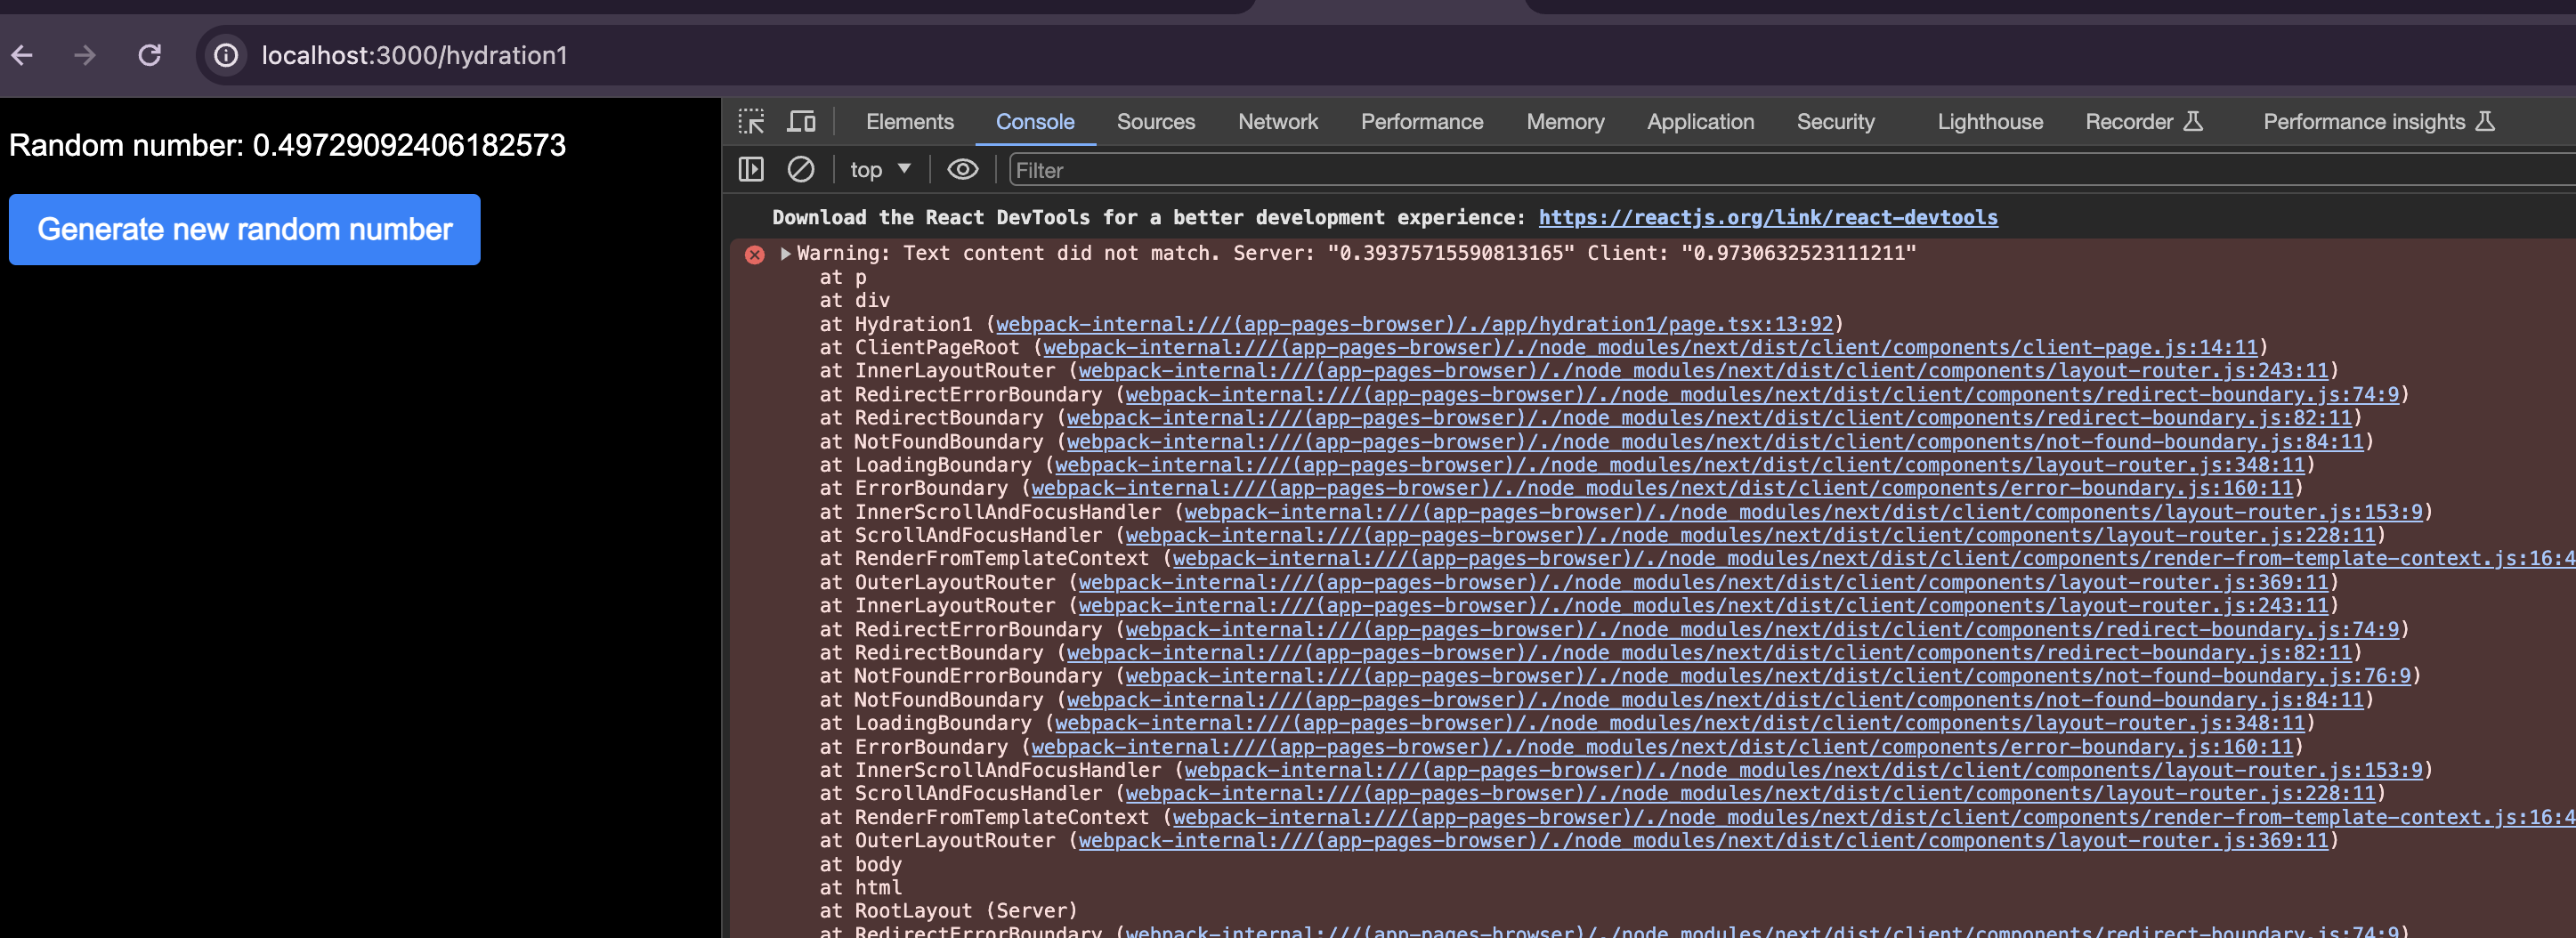 localhost:3000/hydration1
Random number: 0.49729092406182573
Generate new random number
Elements Console Sources Network Performance Memory Application Security Lighthouse Recorder Performance insights
top Filter
Download the React DevTools for a better development experience: https://reactjs.org/link/react-devtools
Warning: Text content did not match. Server: "0.39375715590813165" Client: "0.9730632523111211"
at p
at div
at Hydration1 (webpack-internal:///(app-pages-browser)/./app/hydration1/page.tsx:13:92)
at ClientPageRoot (webpack-internal:///(app-pages-browser)/./node_modules/next/dist/client/components/client-page.js:14:11)
at InnerLayoutRouter (webpack-internal:///(app-pages-browser)/./node_modules/next/dist/client/components/layout-router.js:243:11)
at RedirectErrorBoundary (webpack-internal:///(app-pages-browser)/./node_modules/next/dist/client/components/redirect-boundary.js:74:9)
at RedirectBoundary (webpack-internal:///(app-pages-browser)/./node_modules/next/dist/client/components/redirect-boundary.js:82:11)
at NotFoundBoundary (webpack-internal:///(app-pages-browser)/./node_modules/next/dist/client/components/not-found-boundary.js:84:11)
at LoadingBoundary (webpack-internal:///(app-pages-browser)/./node_modules/next/dist/client/components/layout-router.js:348:11)
at ErrorBoundary (webpack-internal:///(app-pages-browser)/./node_modules/next/dist/client/components/error-boundary.js:160:11)
at InnerScrollAndFocusHandler (webpack-internal:///(app-pages-browser)/./node_modules/next/dist/client/components/layout-router.js:153:9)
at ScrollAndFocusHandler (webpack-internal:///(app-pages-browser)/./node_modules/next/dist/client/components/layout-router.js:228:11)
at RenderFromTemplateContext (webpack-internal:///(app-pages-browser)/./node_modules/next/dist/client/components/render-from-template-context.js:16:4
at OuterLayoutRouter (webpack-internal:///(app-pages-browser)/./node_modules/next/dist/client/components/layout-router.js:369:11)
at InnerLayoutRouter (webpack-internal:///(app-pages-browser)/./node_modules/next/dist/client/components/layout-router.js:243:11)
at RedirectErrorBoundary (webpack-internal:///(app-pages-browser)/./node_modules/next/dist/client/components/redirect-boundary.js:74:9)
at RedirectBoundary (webpack-internal:///(app-pages-browser)/./node_modules/next/dist/client/components/redirect-boundary.js:82:11)
at NotFoundErrorBoundary (webpack-internal:///(app-pages-browser)/./node_modules/next/dist/client/components/not-found-boundary.js:76:9)
at NotFoundBoundary (webpack-internal:///(app-pages-browser)/./node_modules/next/dist/client/components/not-found-boundary.js:84:11)
at LoadingBoundary (webpack-internal:///(app-pages-browser)/./node_modules/next/dist/client/components/layout-router.js:348:11)
at ErrorBoundary (webpack-internal:///(app-pages-browser)/./node_modules/next/dist/client/components/error-boundary.js:160:11)
at InnerScrollAndFocusHandler (webpack-internal:///(app-pages-browser)/./node_modules/next/dist/client/components/layout-router.js:153:9)
at ScrollAndFocusHandler (webpack-internal:///(app-pages-browser)/./node_modules/next/dist/client/components/layout-router.js:228:11)
at RenderFromTemplateContext (webpack-internal:///(app-pages-browser)/./node_modules/next/dist/client/components/render-from-template-context.js:16:4
at OuterLayoutRouter (webpack-internal:///(app-pages-browser)/./node_modules/next/dist/client/components/layout-router.js:369:11)
at body
at html
at RootLayout (Server)
at RedirectErrorBoundary (webpack-internal:///(app-pages-browser)/./node_modules/next/dist/client/components/redirect-boundary.js:74:9)